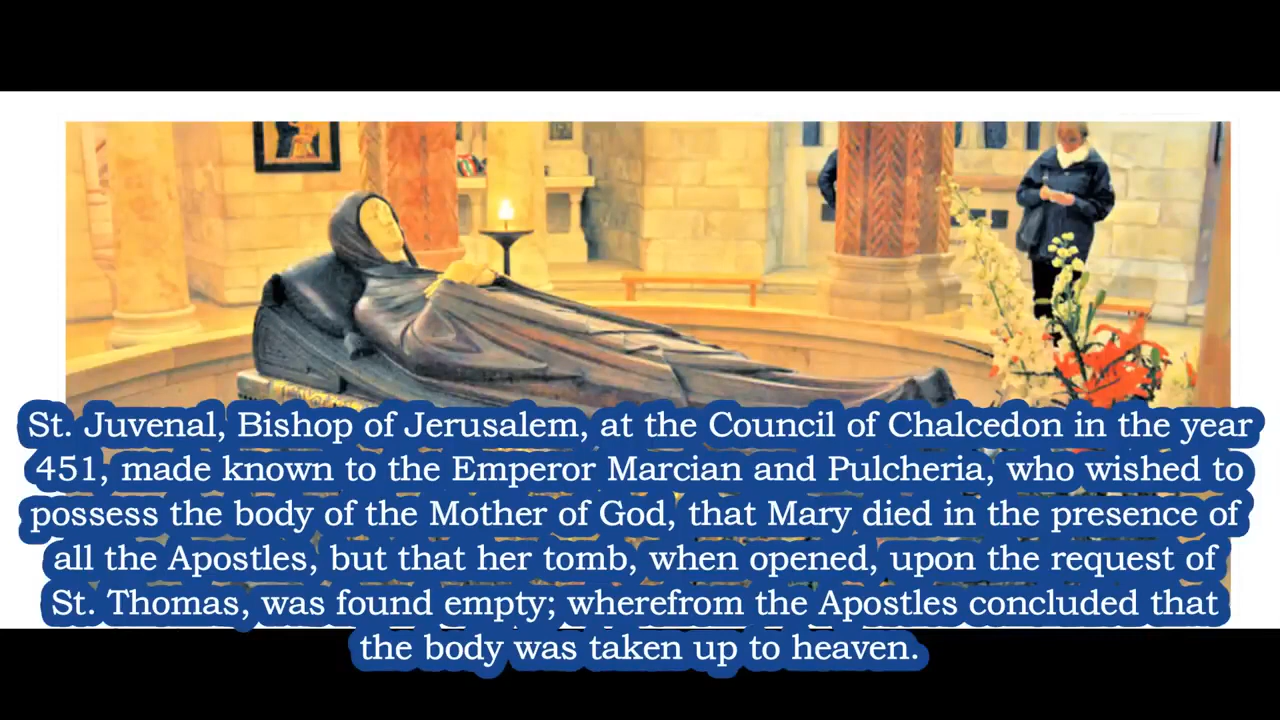 St. Juvenal, Bishop of Jerusalem, at the Council of Chalcedon in the year
451, made known to the Emperor Marcian and Pulcheria, who wished to
possess the body of the Mother of God, that Mary died in the presence of
all the Apostles, but that her tomb, when opened, upon the request of
St. Thomas, was found empty; wherefrom the Apostles concluded that
the body was taken up to heaven.